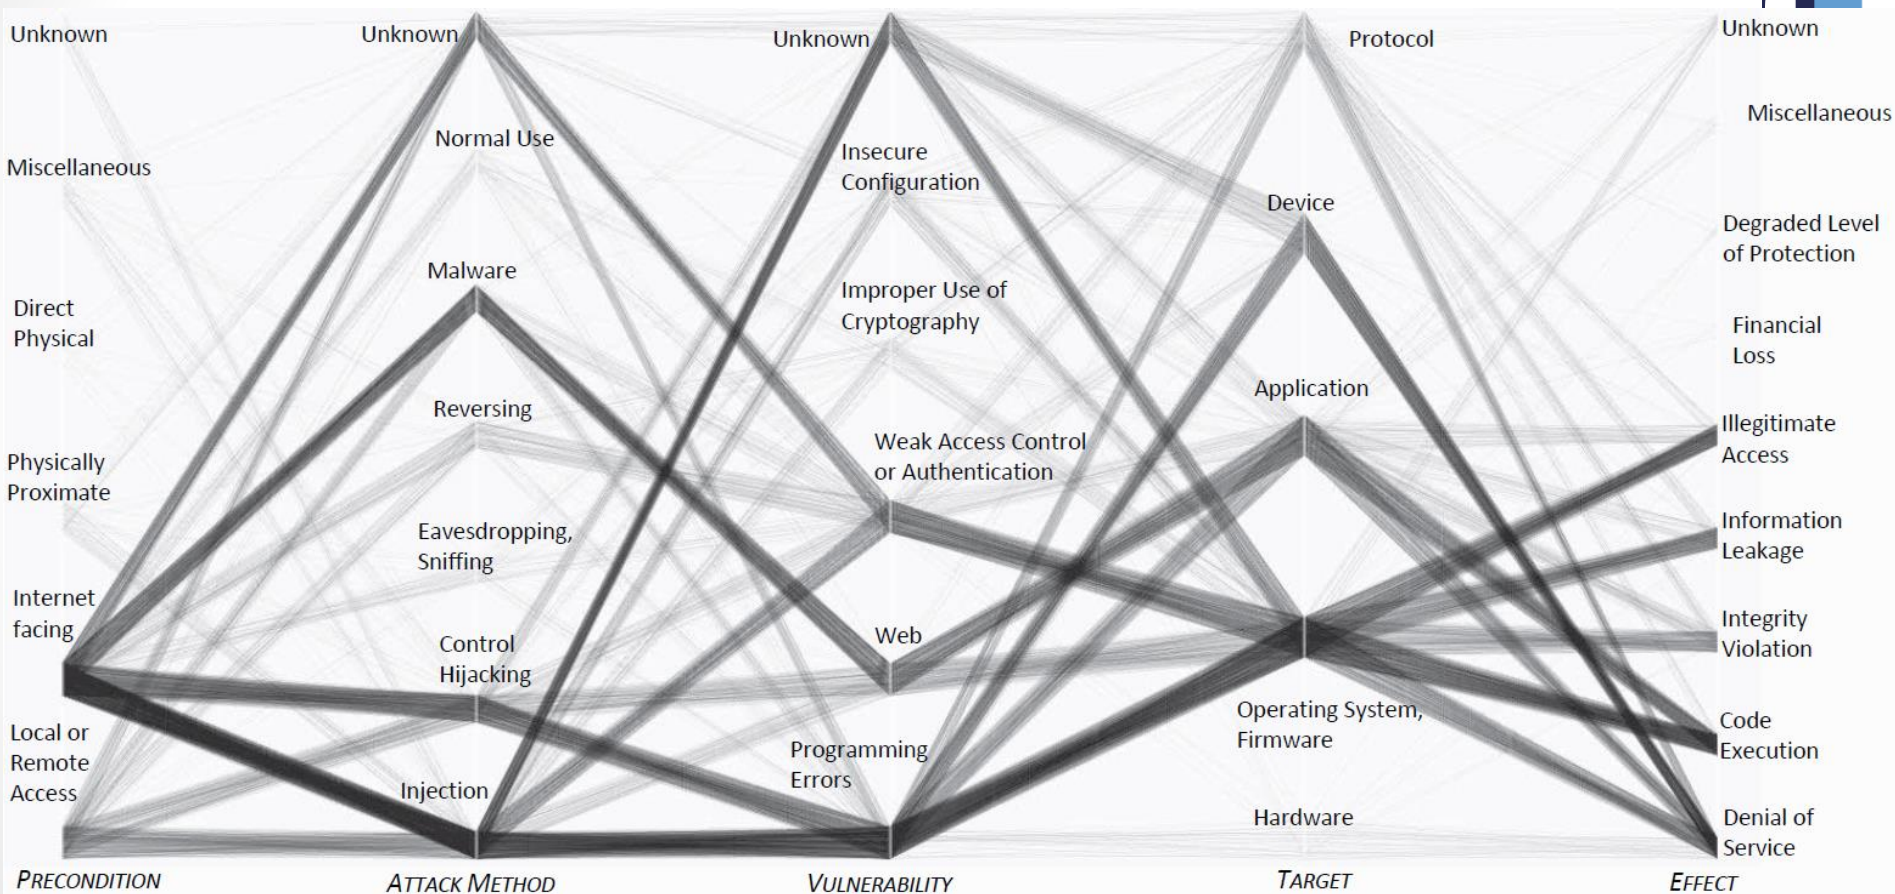 Unknown
Miscellaneous
Direct
Physical
Physically
Proximate
Internet
facing
Local or
Remote
Access
PRECONDITION
Unknown
Normal Use
Malware
Reversing
Eavesdropping,
Sniffing
Control
Hijacking
Injection
ATTACK METHOD
Unknown
Insecure
Configuration
Improper Use of
Cryptography
Weak Access Control
or Authentication
Web
Programming
Errors
VULNERABILITY
Protocol
Device
Application
Operating System,
Firmware
Hardware
TARGET
Unknown
Miscellaneous
Degraded Level
of Protection
Financial
Loss
Illegitimate
Access
Information
Leakage
Integrity
Violation
Code
Execution
Denial of
Service
EFFECT